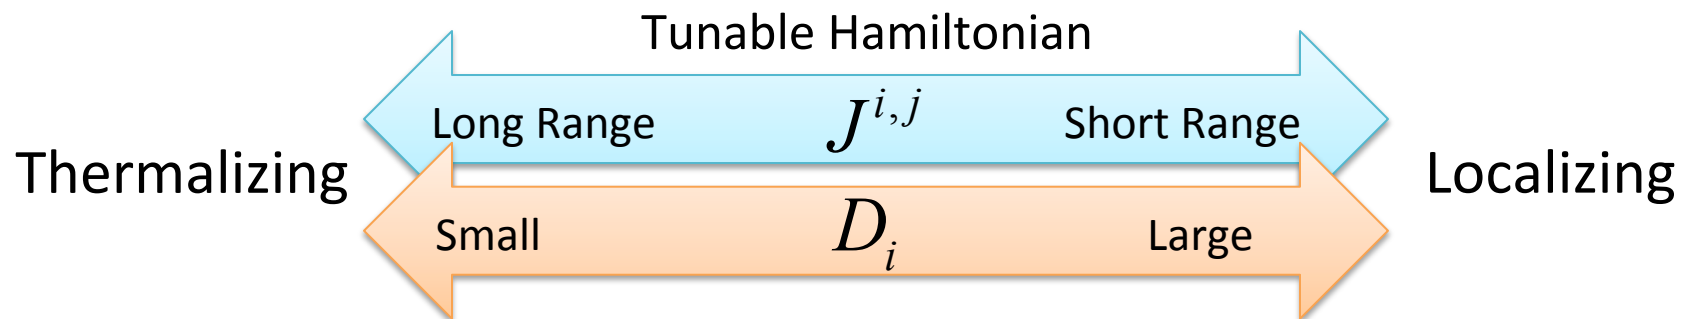 Tunable Hamiltonian
Long Range J^{i,j} Short Range
Thermalizing Localizing
Small D_i Large